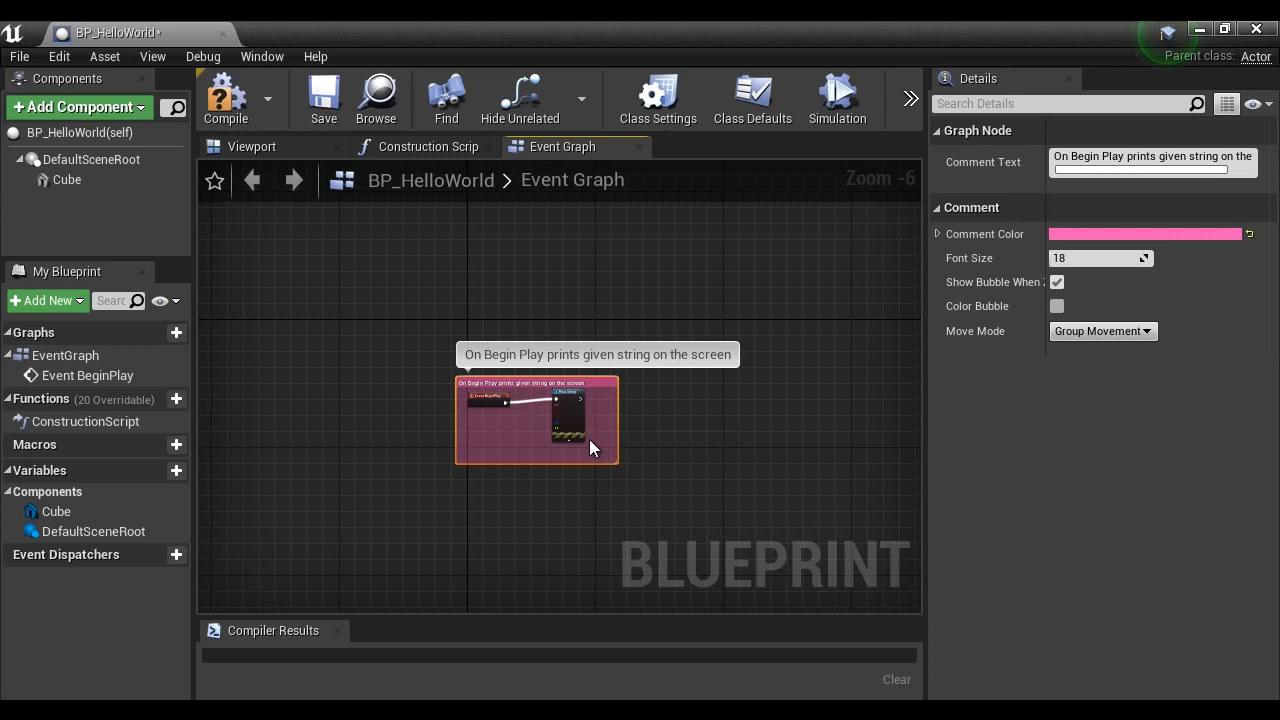 BP_HelloWorld*
File Edit Asset View Debug Window Help
Parent class: Actor
Components
+Add Component
BP_HelloWorld(self)
DefaultSceneRoot
Cube
My Blueprint
+Add New Searc
Graphs
EventGraph
Event BeginPlay
Functions (20 Overridable)
ConstructionScript
Macros
Variables
Components
Cube
DefaultSceneRoot
Event Dispatchers
Compile
Save
Browse
Find
Hide Unrelated
Class Settings
Class Defaults
Simulation
Viewport
Construction Scrip
Event Graph
BP_HelloWorld > Event Graph
Zoom -6
On Begin Play prints given string on the screen
On Begin Play prints given string on the screen
Event BeginPlay
Print String
BLUEPRINT
Compiler Results
Clear
Details
Search Details
Graph Node
Comment Text On Begin Play prints given string on the
Comment
Comment Color
Font Size 18
Show Bubble When
Color Bubble
Move Mode Group Movement